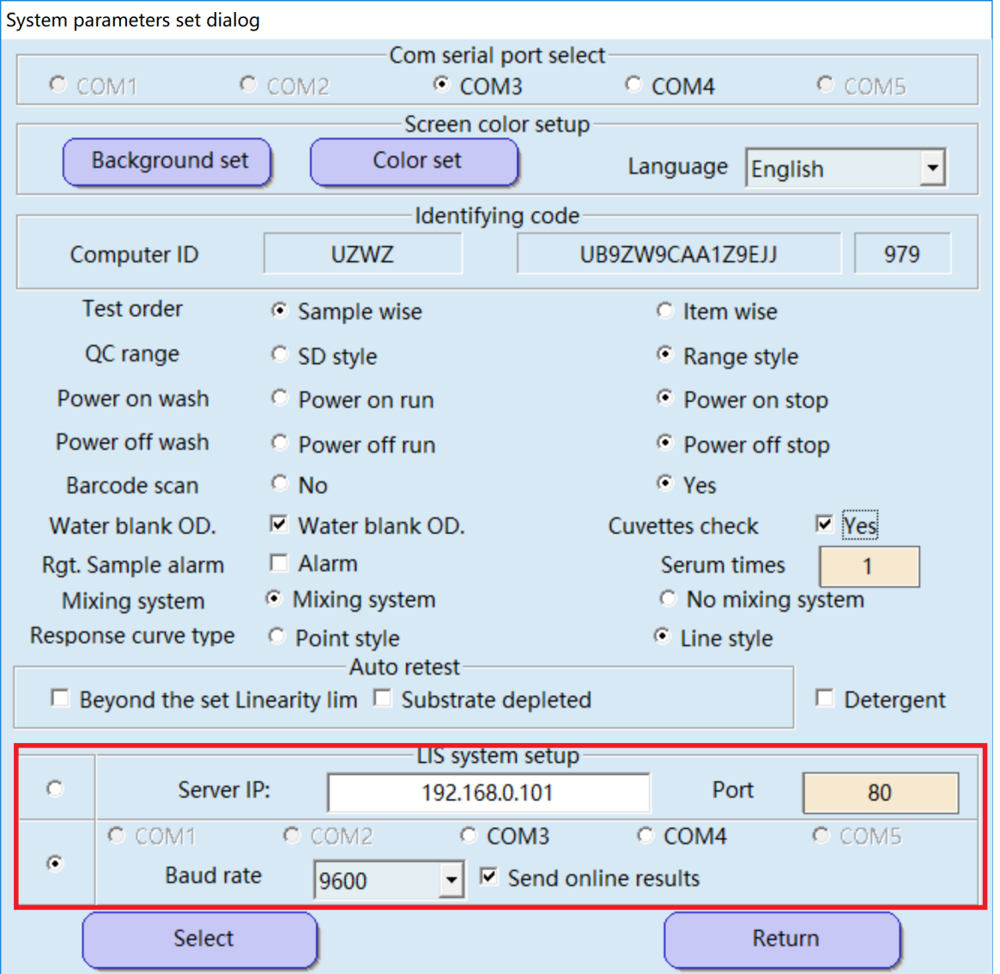 System parameters set dialog
Com serial port select
COM1 COM2 COM3 COM4 COM5
Screen color setup
Background set Color set Language English
Identifying code
Computer ID UZWZ UB9ZW9CAA1Z9EJJ 979
Test order Sample wise Item wise
QC range SD style Range style
Power on wash Power on run Power on stop
Power off wash Power off run Power off stop
Barcode scan No Yes
Water blank OD. Water blank OD. Cuvettes check Yes
Rgt. Sample alarm Alarm Serum times 1
Mixing system Mixing system No mixing system
Response curve type Point style Line style
Auto retest
Beyond the set Linearity lim Substrate depleted Detergent
LIS system setup
Server IP: 192.168.0.101 Port 80
COM1 COM2 COM3 COM4 COM5
Baud rate 9600 Send online results
Select Return